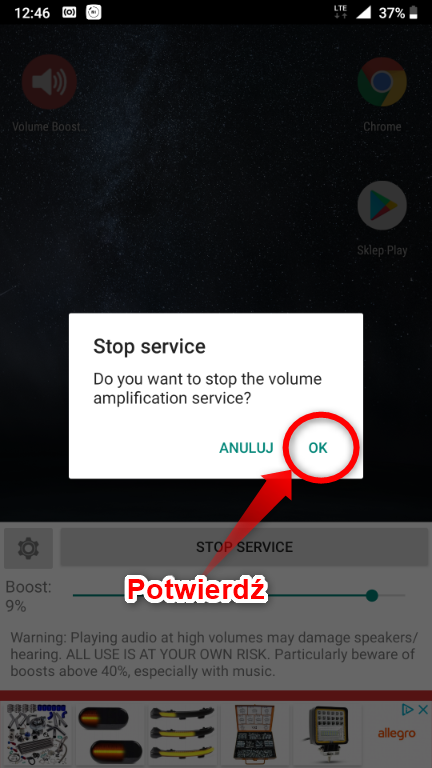 12:46
LTE
37%
Volume Boost...
Chrome
Sklep Play
Stop service
Do you want to stop the volume
amplification service?
ANULUJ
OK
STOP SERVICE
Potwierdź
Boost:
9%
Warning: Playing audio at high volumes may damage speakers/
hearing. ALL USE IS AT YOUR OWN RISK. Particularly beware of
boosts above 40%, especially with music.
allegro